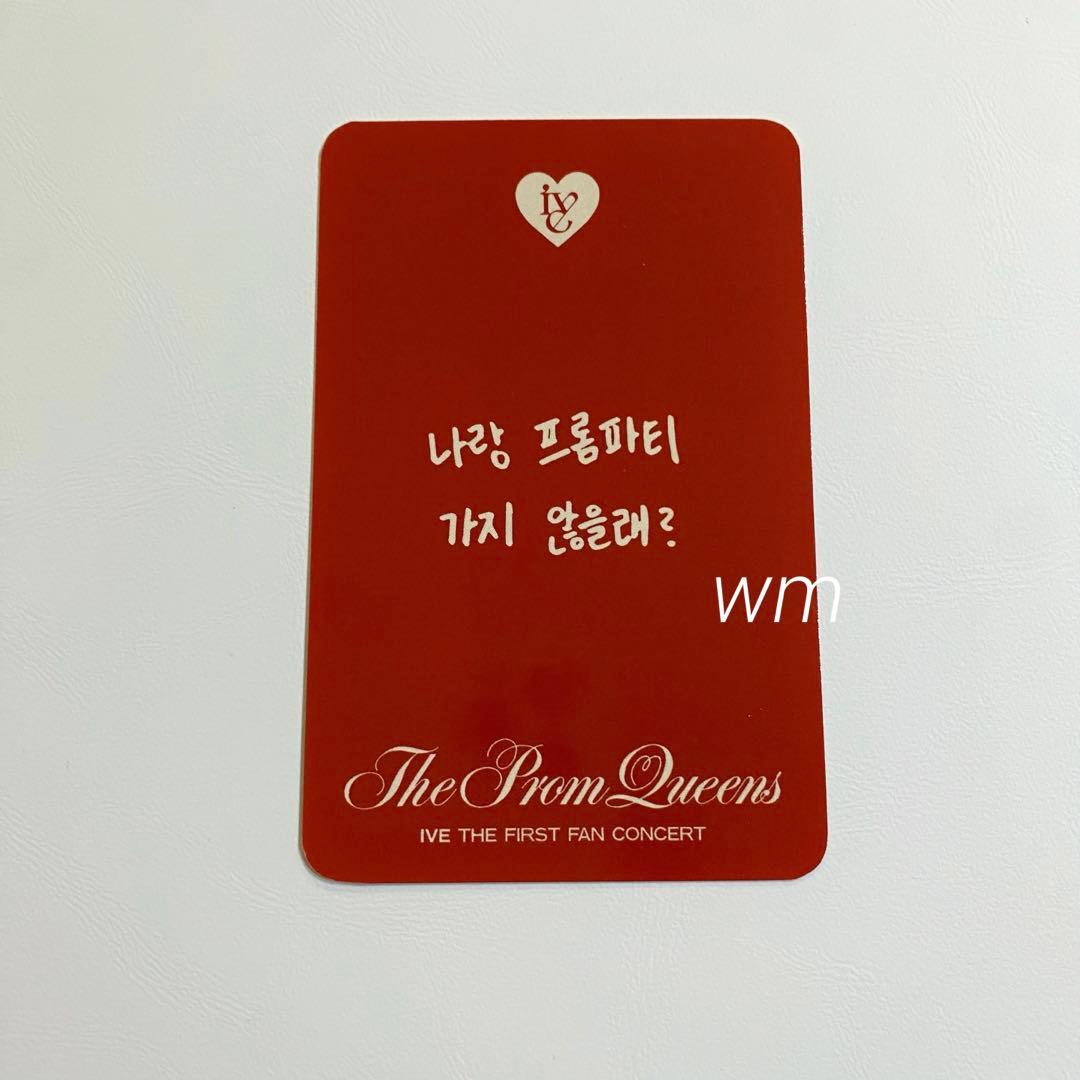 ive
나랑 프롬파티
가지 않을래?
wm
The Prom Queens
IVE THE FIRST FAN CONCERT